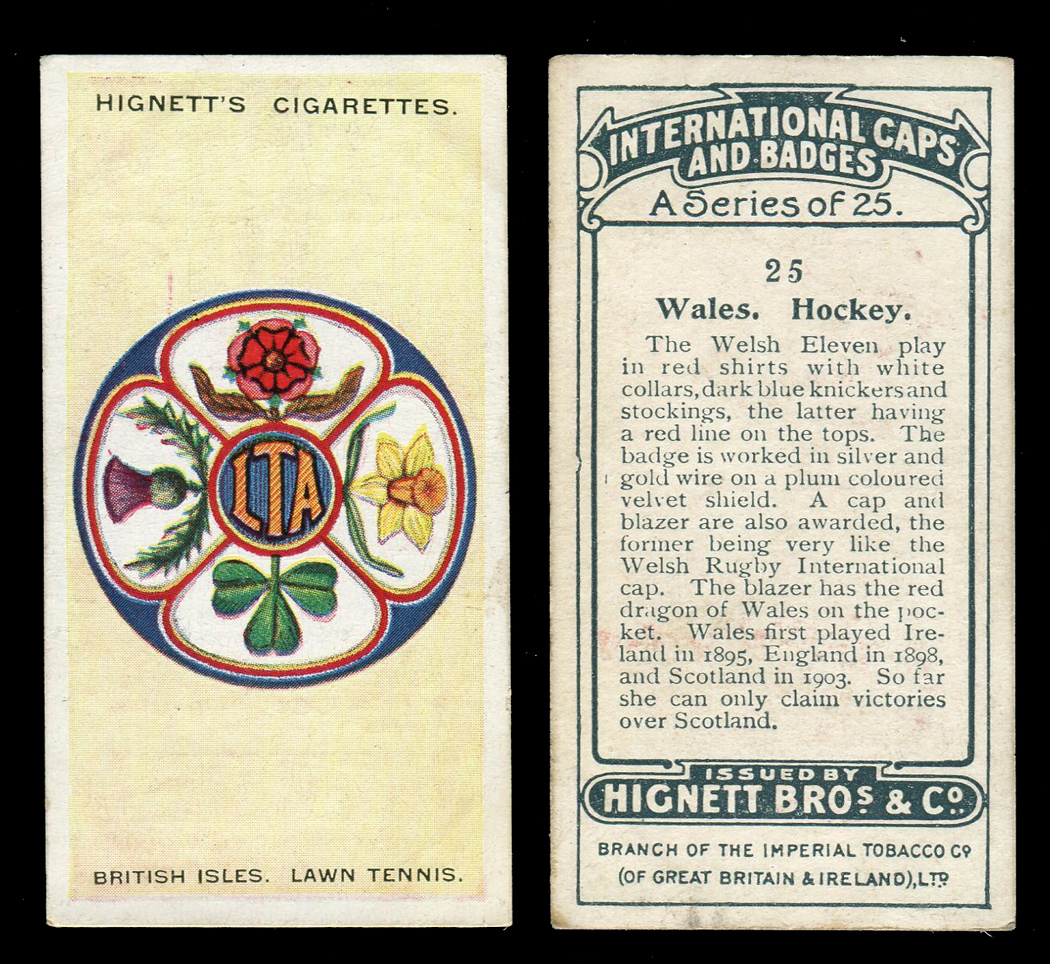 HIGNETT'S CIGARETTES.
LTA
BRITISH ISLES. LAWN TENNIS.
INTERNATIONAL CAPS
AND BADGES
A Series of 25.
25
Wales. Hockey.
The Welsh Eleven play
in red shirts with white
collars, dark blue knickers and
stockings, the latter having
a red line on the tops. The
badge is worked in silver and
gold wire on a plum coloured
velvet shield. A cap and
blazer are also awarded, the
former being very like the
Welsh Rugby International
cap. The blazer has the red
dragon of Wales on the poc-
ket. Wales first played Ire-
land in 1895, England in 1898,
and Scotland in 1903. So far
she can only claim victories
over Scotland.
ISSUED BY
HIGNETT BROS & CO.
BRANCH OF THE IMPERIAL TOBACCO CO
(OF GREAT BRITAIN & IRELAND), LTD